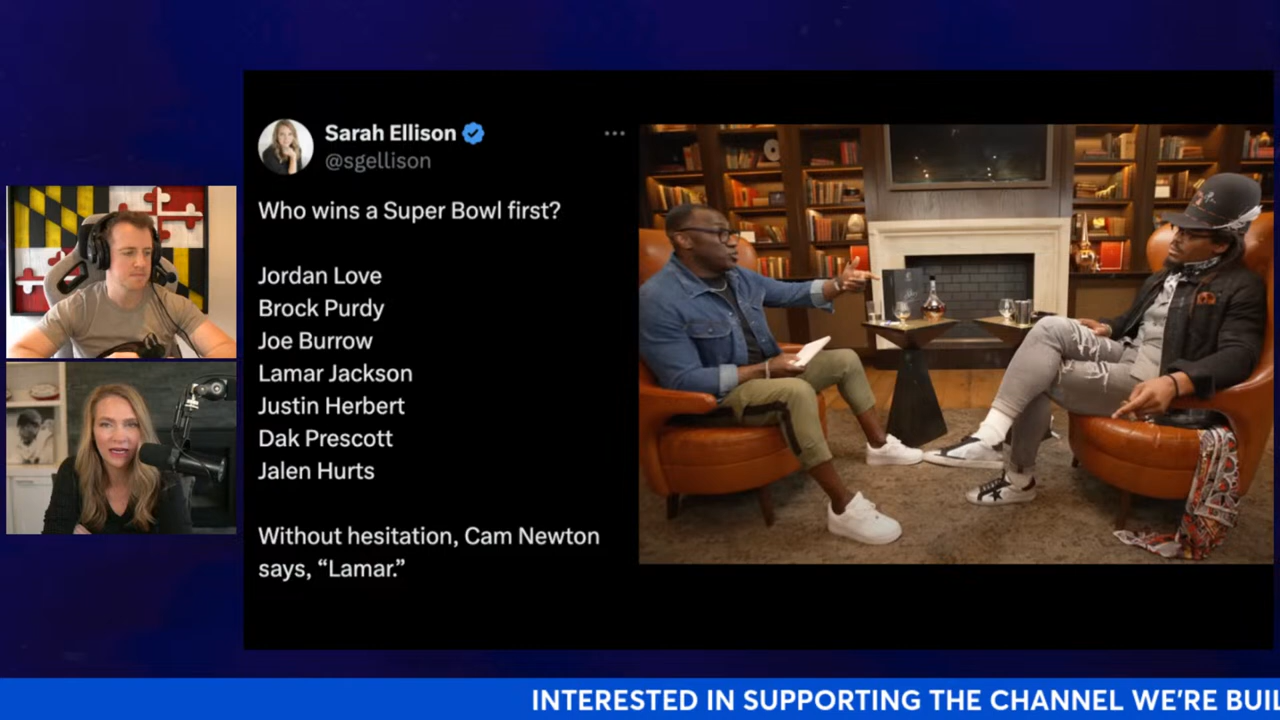 Sarah Ellison
@sgellison
Who wins a Super Bowl first?
Jordan Love
Brock Purdy
Joe Burrow
Lamar Jackson
Justin Herbert
Dak Prescott
Jalen Hurts
Without hesitation, Cam Newton
says, “Lamar.”
INTERESTED IN SUPPORTING THE CHANNEL WE'RE BUIL